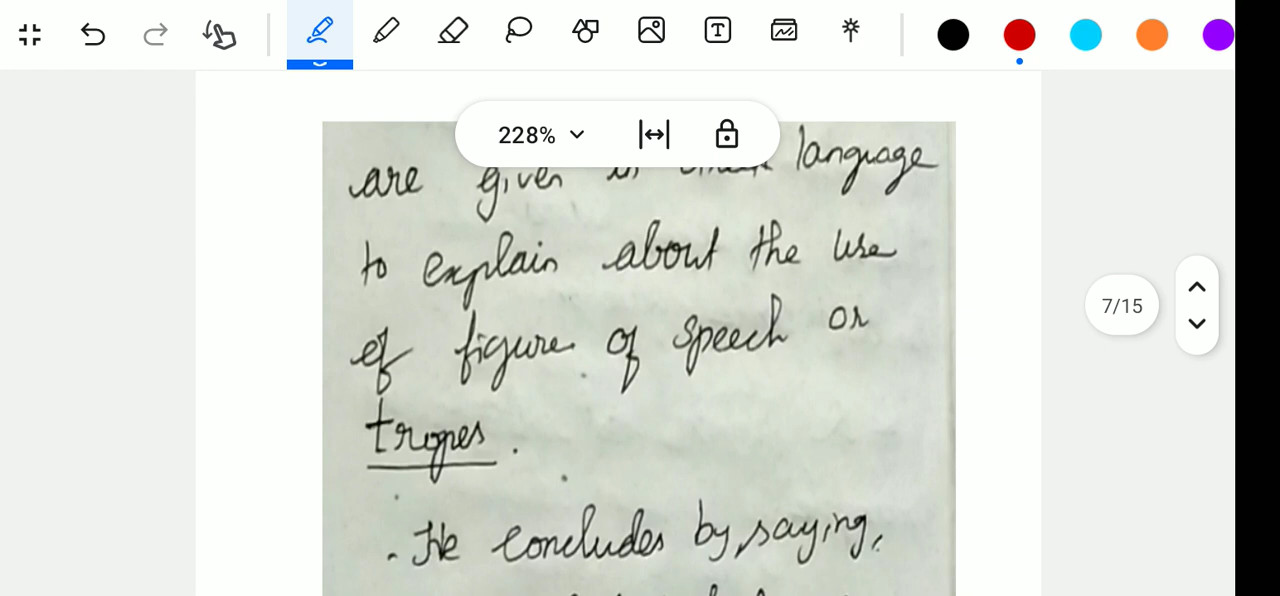 228%
are given in language
to explain about the use
of figure of speech or
7/15
tropes.
. He concludes by, saying,